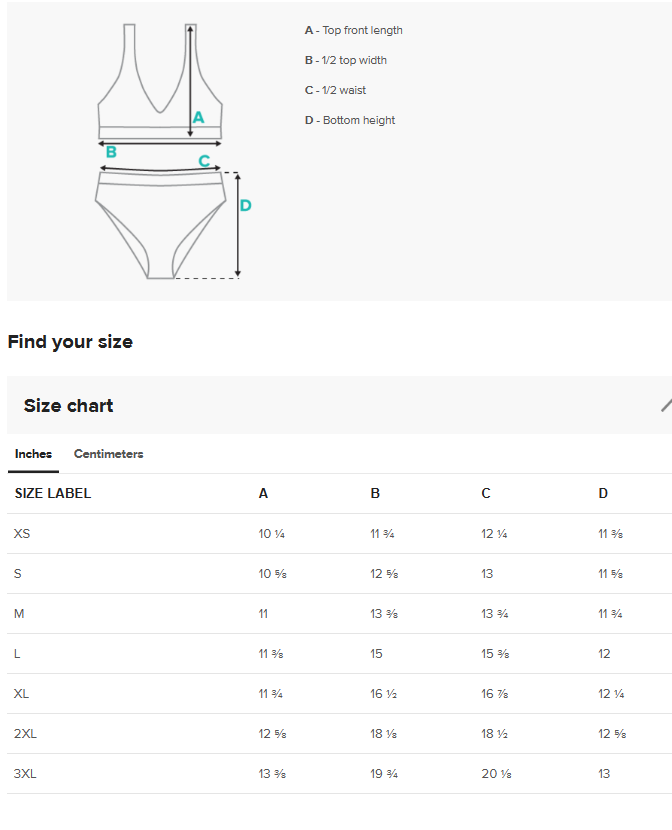 A - Top front length
B - 1/2 top width
C - 1/2 waist
D - Bottom height
A
B
C
D
Find your size
Size chart
Inches Centimeters
SIZE LABEL A B C D
XS 10 ¼ 11 ¾ 12 ¼ 11 ⅜
S 10 ⅝ 12 ⅝ 13 11 ⅝
M 11 13 ⅜ 13 ¾ 11 ¾
L 11 ⅜ 15 15 ⅜ 12
XL 11 ¾ 16 ½ 16 ⅞ 12 ¼
2XL 12 ⅝ 18 ⅛ 18 ½ 12 ⅝
3XL 13 ⅜ 19 ¾ 20 ⅛ 13